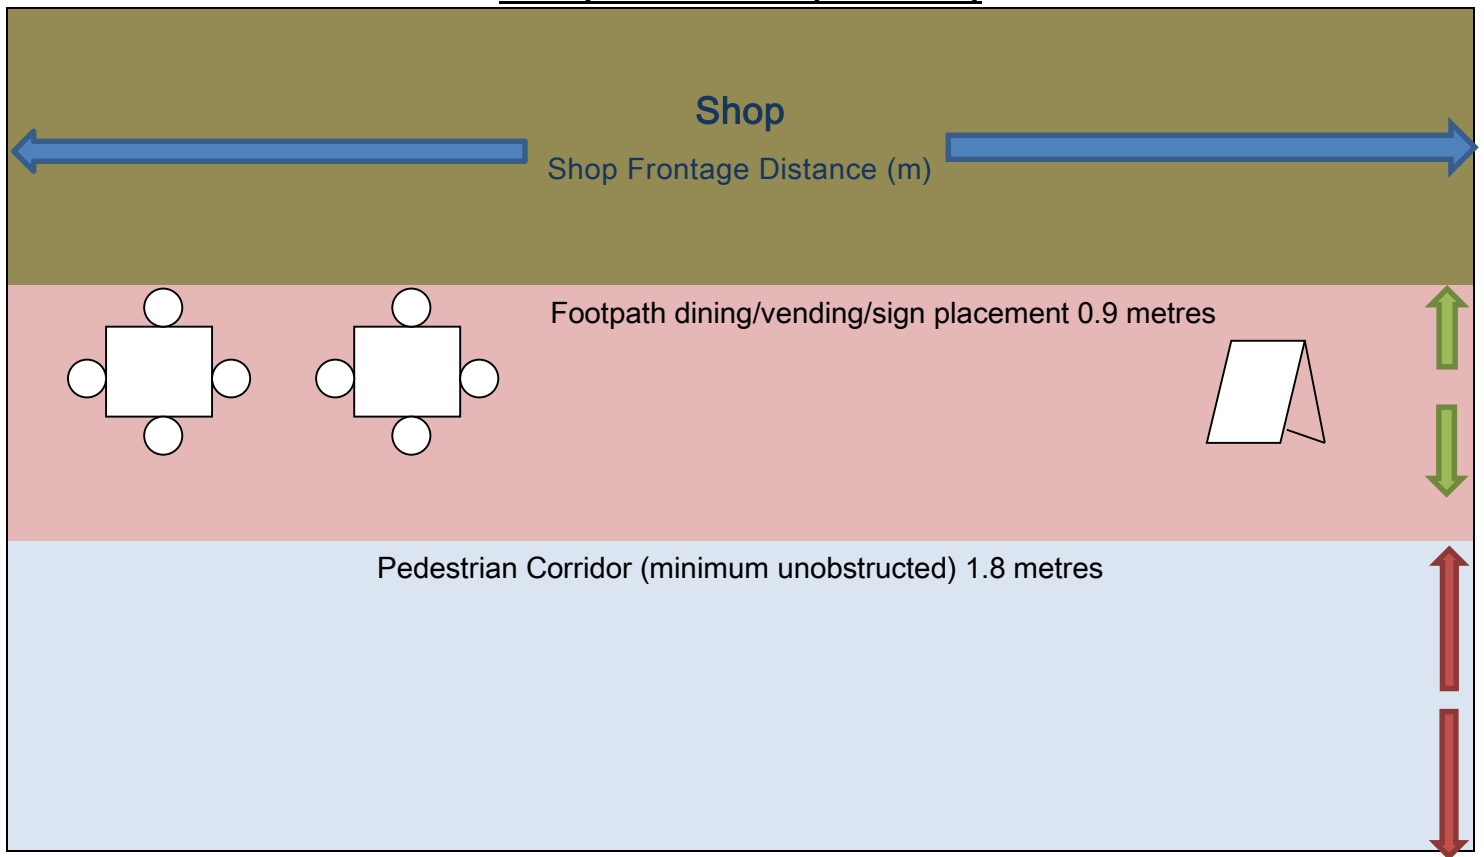 Shop
Shop Frontage Distance (m)
Footpath dining/vending/sign placement 0.9 metres
Pedestrian Corridor (minimum unobstructed) 1.8 metres